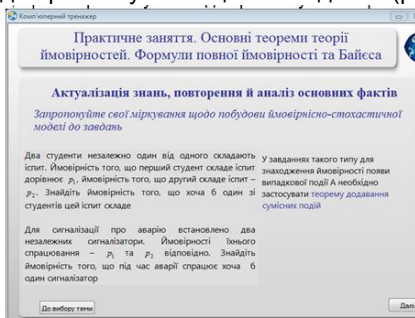 Комп'ютерний тренажер
Практичне заняття. Основні теореми теорії
ймовірностей. Формули повної ймовірності та Байєса
Актуалізація знань, повторення й аналіз основних фактів
Запропонуйте свої міркування щодо побудови ймовірнісно-стохастичної
моделі до завдань
Два студенти незалежно один від одного складають
іспит. Ймовірність того, що перший студент складе іспит
дорівнює p₁, ймовірність того, що другий складе іспит –
p₂. Знайдіть ймовірність того, що хоча б один зі
студентів цей іспит складе
Для сигналізації про аварію встановлено два
незалежних сигналізатори. Ймовірності їхнього
спрацювання – p₁ та p₂ відповідно. Знайдіть
ймовірність того, що під час аварії спрацює хоча б
один сигналізатор
У завданнях такого типу для
знаходження ймовірності появи
випадкової події A необхідно
застосувати теорему додавання
сумісних подій
До вибору теми
Далі